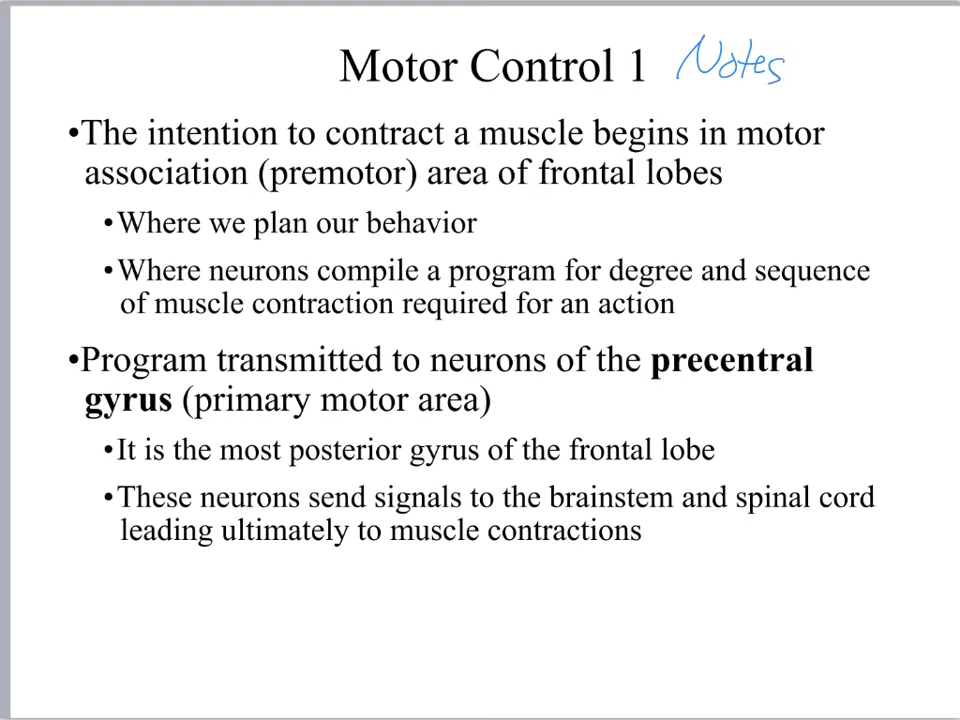 Motor Control 1 Notes
•The intention to contract a muscle begins in motor
association (premotor) area of frontal lobes
•Where we plan our behavior
•Where neurons compile a program for degree and sequence
of muscle contraction required for an action
•Program transmitted to neurons of the precentral
gyrus (primary motor area)
•It is the most posterior gyrus of the frontal lobe
•These neurons send signals to the brainstem and spinal cord
leading ultimately to muscle contractions